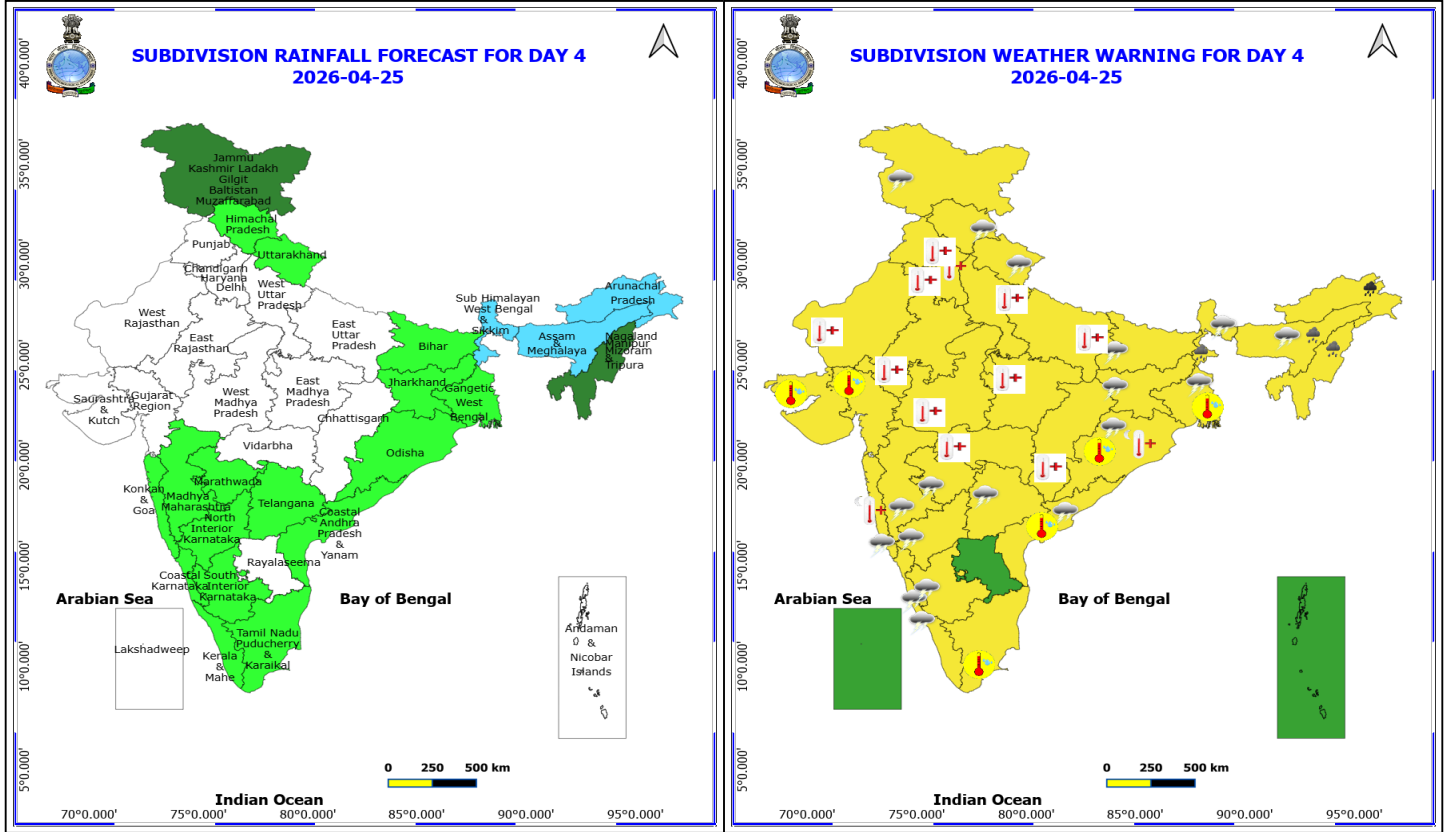 SUBDIVISION RAINFALL FORECAST FOR DAY 4
2026-04-25
40°0.000'
35°0.000'
30°0.000'
25°0.000'
20°0.000'
15°0.000'
10°0.000'
5°0.000'
Jammu
Kashmir Ladakh
Gilgit
Baltistan
Muzaffarabad
Himachal
Pradesh
Punjab
Uttarakhand
Chandigarh
Haryana
Delhi
West
Uttar
Pradesh
West
Rajasthan
East
Rajasthan
East
Uttar
Pradesh
Sub Himalayan
West Bengal
&
Sikkim
Arunachal
Pradesh
Assam
&
Meghalaya
Nagaland
Manipur
Mizoram
&
Tripura
Bihar
Jharkhand
Gangetic
West
Bengal
Saurashtra
&
Kutch
Gujarat
Region
West
Madhya
Pradesh
East
Madhya
Pradesh
Chhattisgarh
Vidarbha
Odisha
Konkan
&
Goa
Madhya
Maharashtra
Marathwada
Telangana
North
Interior
Karnataka
Coastal
Andhra
Pradesh
&
Yanam
Rayalaseema
Coastal
Karnataka
South
Interior
Karnataka
Tamil Nadu
Puducherry
&
Karaikal
Kerala
&
Mahe
Lakshadweep
Andaman
&
Nicobar
Islands
Arabian Sea
Bay of Bengal
Indian Ocean
0 250 500 km
70°0.000' 75°0.000' 80°0.000' 85°0.000' 90°0.000' 95°0.000'
SUBDIVISION WEATHER WARNING FOR DAY 4
2026-04-25
40°0.000'
35°0.000'
30°0.000'
25°0.000'
20°0.000'
15°0.000'
10°0.000'
5°0.000'
Arabian Sea
Bay of Bengal
Indian Ocean
0 250 500 km
70°0.000' 75°0.000' 80°0.000' 85°0.000' 90°0.000' 95°0.000'